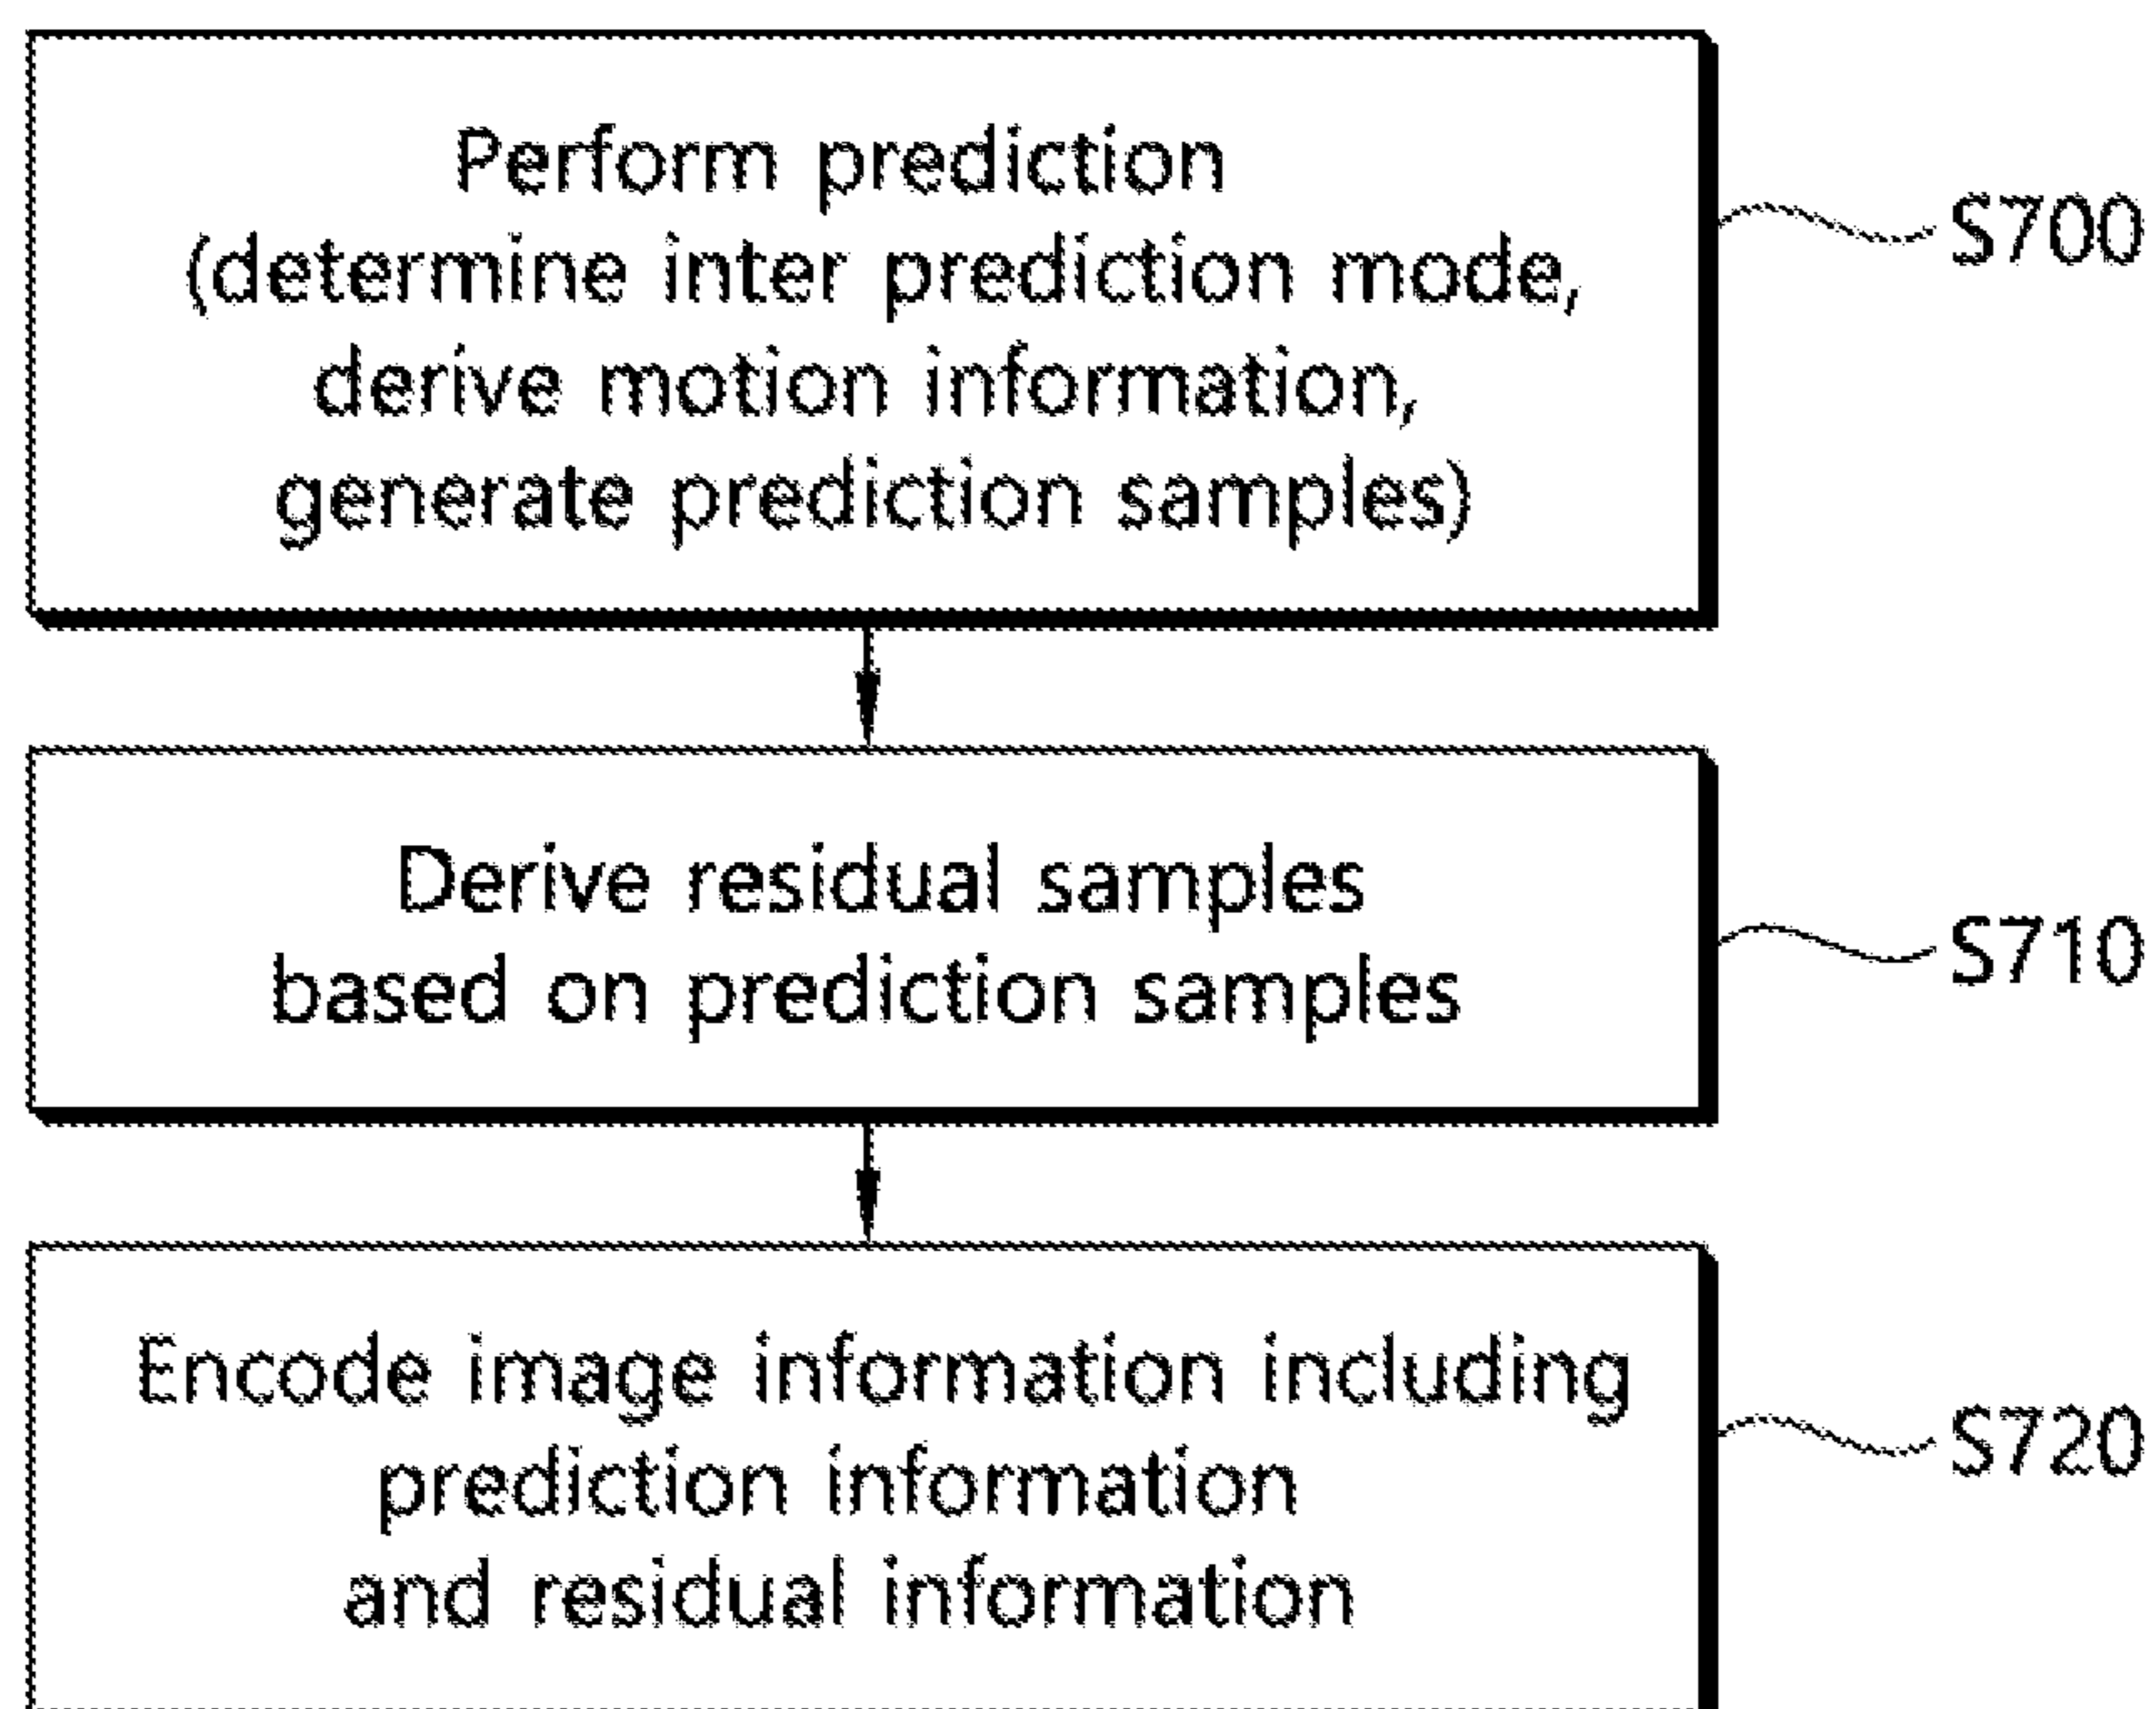 Perform prediction
(determine inter prediction mode,
derive motion information,
generate prediction samples)
S700
Derive residual samples
based on prediction samples
S710
Encode image information including
prediction information
and residual information
S720